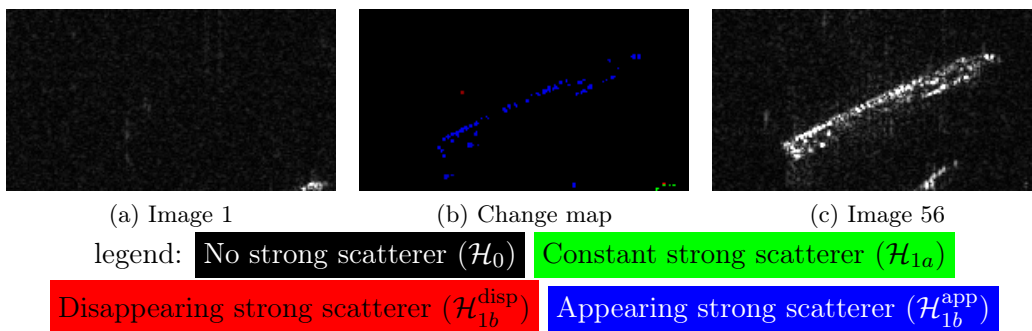 (a) Image 1 (b) Change map (c) Image 56
legend: No strong scatterer (ℋ₀) Constant strong scatterer (ℋ₁ₐ)
Disappearing strong scatterer (ℋ₁b^disp) Appearing strong scatterer (ℋ₁b^app)